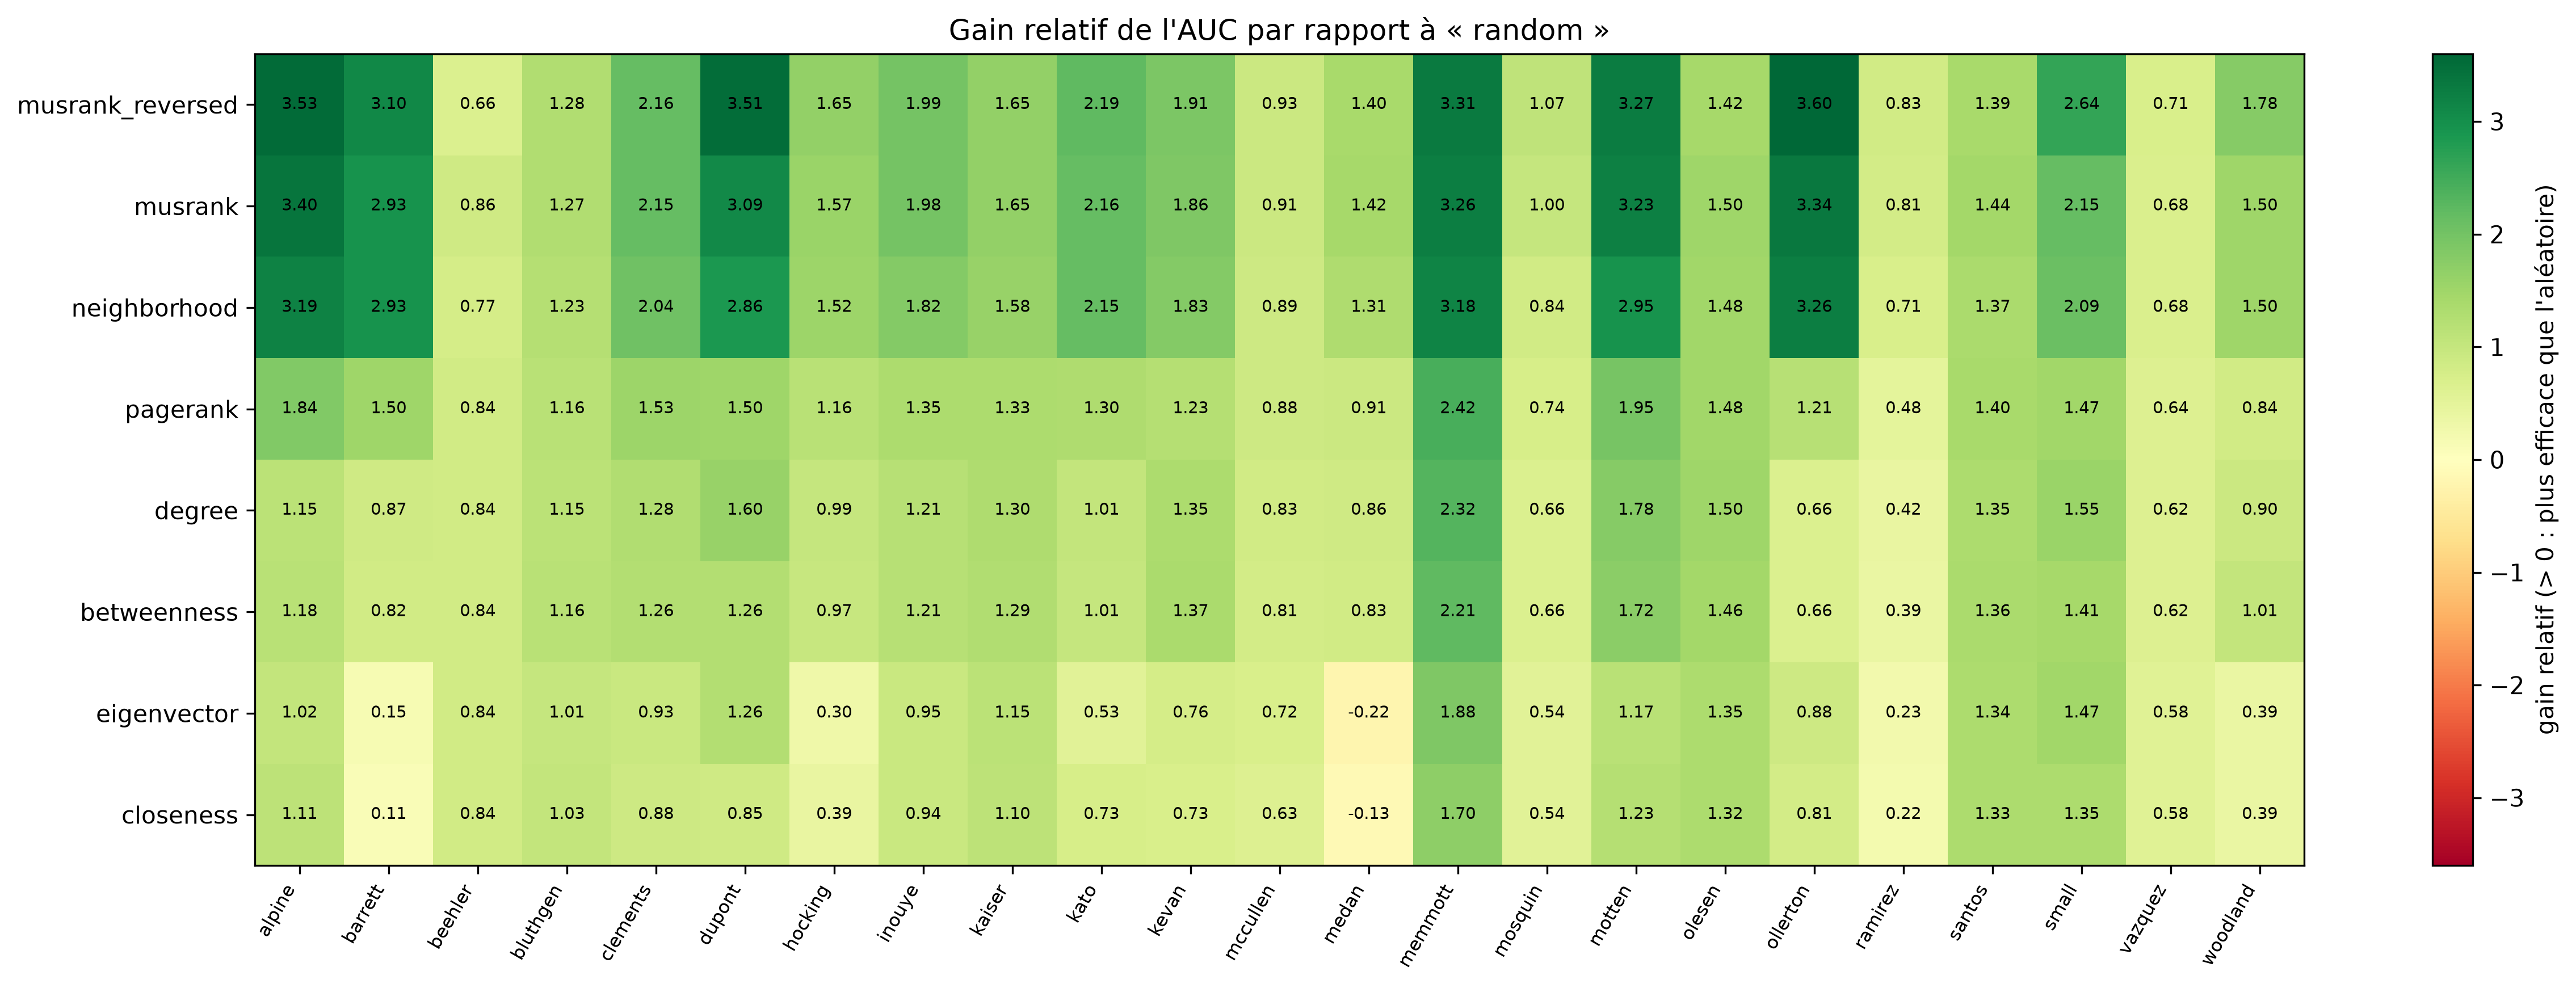 Gain relatif de l'AUC par rapport à « random »
musrank_reversed 3.53 3.10 0.66 1.28 2.16 3.51 1.65 1.99 1.65 2.19 1.91 0.93 1.40 3.31 1.07 3.27 1.42 3.60 0.83 1.39 2.64 0.71 1.78
musrank 3.40 2.93 0.86 1.27 2.15 3.09 1.57 1.98 1.65 2.16 1.86 0.91 1.42 3.26 1.00 3.23 1.50 3.34 0.81 1.44 2.15 0.68 1.50
neighborhood 3.19 2.93 0.77 1.23 2.04 2.86 1.52 1.82 1.58 2.15 1.83 0.89 1.31 3.18 0.84 2.95 1.48 3.26 0.71 1.37 2.09 0.68 1.50
pagerank 1.84 1.50 0.84 1.16 1.53 1.50 1.16 1.35 1.33 1.30 1.23 0.88 0.91 2.42 0.74 1.95 1.48 1.21 0.48 1.40 1.47 0.64 0.84
degree 1.15 0.87 0.84 1.15 1.28 1.60 0.99 1.21 1.30 1.01 1.35 0.83 0.86 2.32 0.66 1.78 1.50 0.66 0.42 1.35 1.55 0.62 0.90
betweenness 1.18 0.82 0.84 1.16 1.26 1.26 0.97 1.21 1.29 1.01 1.37 0.81 0.83 2.21 0.66 1.72 1.46 0.66 0.39 1.36 1.41 0.62 1.01
eigenvector 1.02 0.15 0.84 1.01 0.93 1.26 0.30 0.95 1.15 0.53 0.76 0.72 -0.22 1.88 0.54 1.17 1.35 0.88 0.23 1.34 1.47 0.58 0.39
closeness 1.11 0.11 0.84 1.03 0.88 0.85 0.39 0.94 1.10 0.73 0.73 0.63 -0.13 1.70 0.54 1.23 1.32 0.81 0.22 1.33 1.35 0.58 0.39
alpine barrett beehler bluthgen clements dupont hocking inouye kaiser kato kevan mccullen medan memmott mosquin motten olesen ollerton ramirez santos small vazquez woodland
3
2
1
0
−1
−2
−3
gain relatif (> 0 : plus efficace que l'aléatoire)